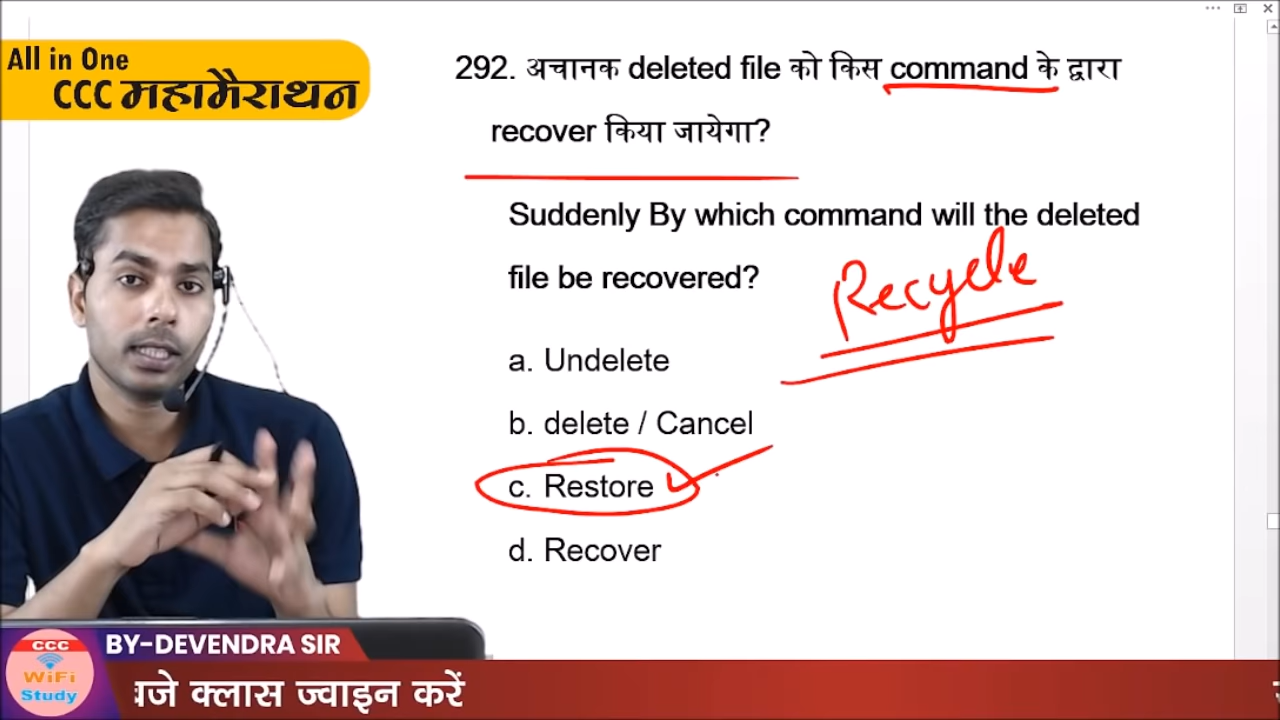 All in One
CCC महामैराथन
292. अचानक deleted file को किस command के द्वारा
recover किया जायेगा?
Suddenly By which command will the deleted
file be recovered?
Recycle
a. Undelete
b. delete / Cancel
c. Restore
d. Recover
BY-DEVENDRA SIR
CCC
WiFi
Study
बजे क्लास ज्वाइन करें